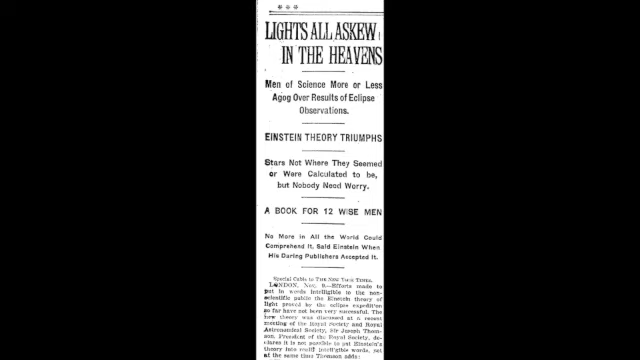 LIGHTS ALL ASKEW
IN THE HEAVENS
Men of Science More or Less
Agog Over Results of Eclipse
Observations.
EINSTEIN THEORY TRIUMPHS
Stars Not Where They Seemed
or Were Calculated to be,
but Nobody Need Worry.
A BOOK FOR 12 WISE MEN
No More in All the World Could
Comprehend It, Said Einstein When
His Daring Publishers Accepted It.
Special Cable to THE NEW YORK TIMES.
LONDON, Nov. 9.—Efforts made to
put in words intelligible to the non-
scientific public the Einstein theory of
light proved by the eclipse expedition
so far have not been very successful. The
new theory was discussed at a recent
meeting of the Royal Society and Royal
Astronomical Society, Sir Joseph Thom-
son, President of the Royal Society, de-
clares it is not possible to put Einstein's
theory into really intelligible words, yet
at the same time Thomson adds: